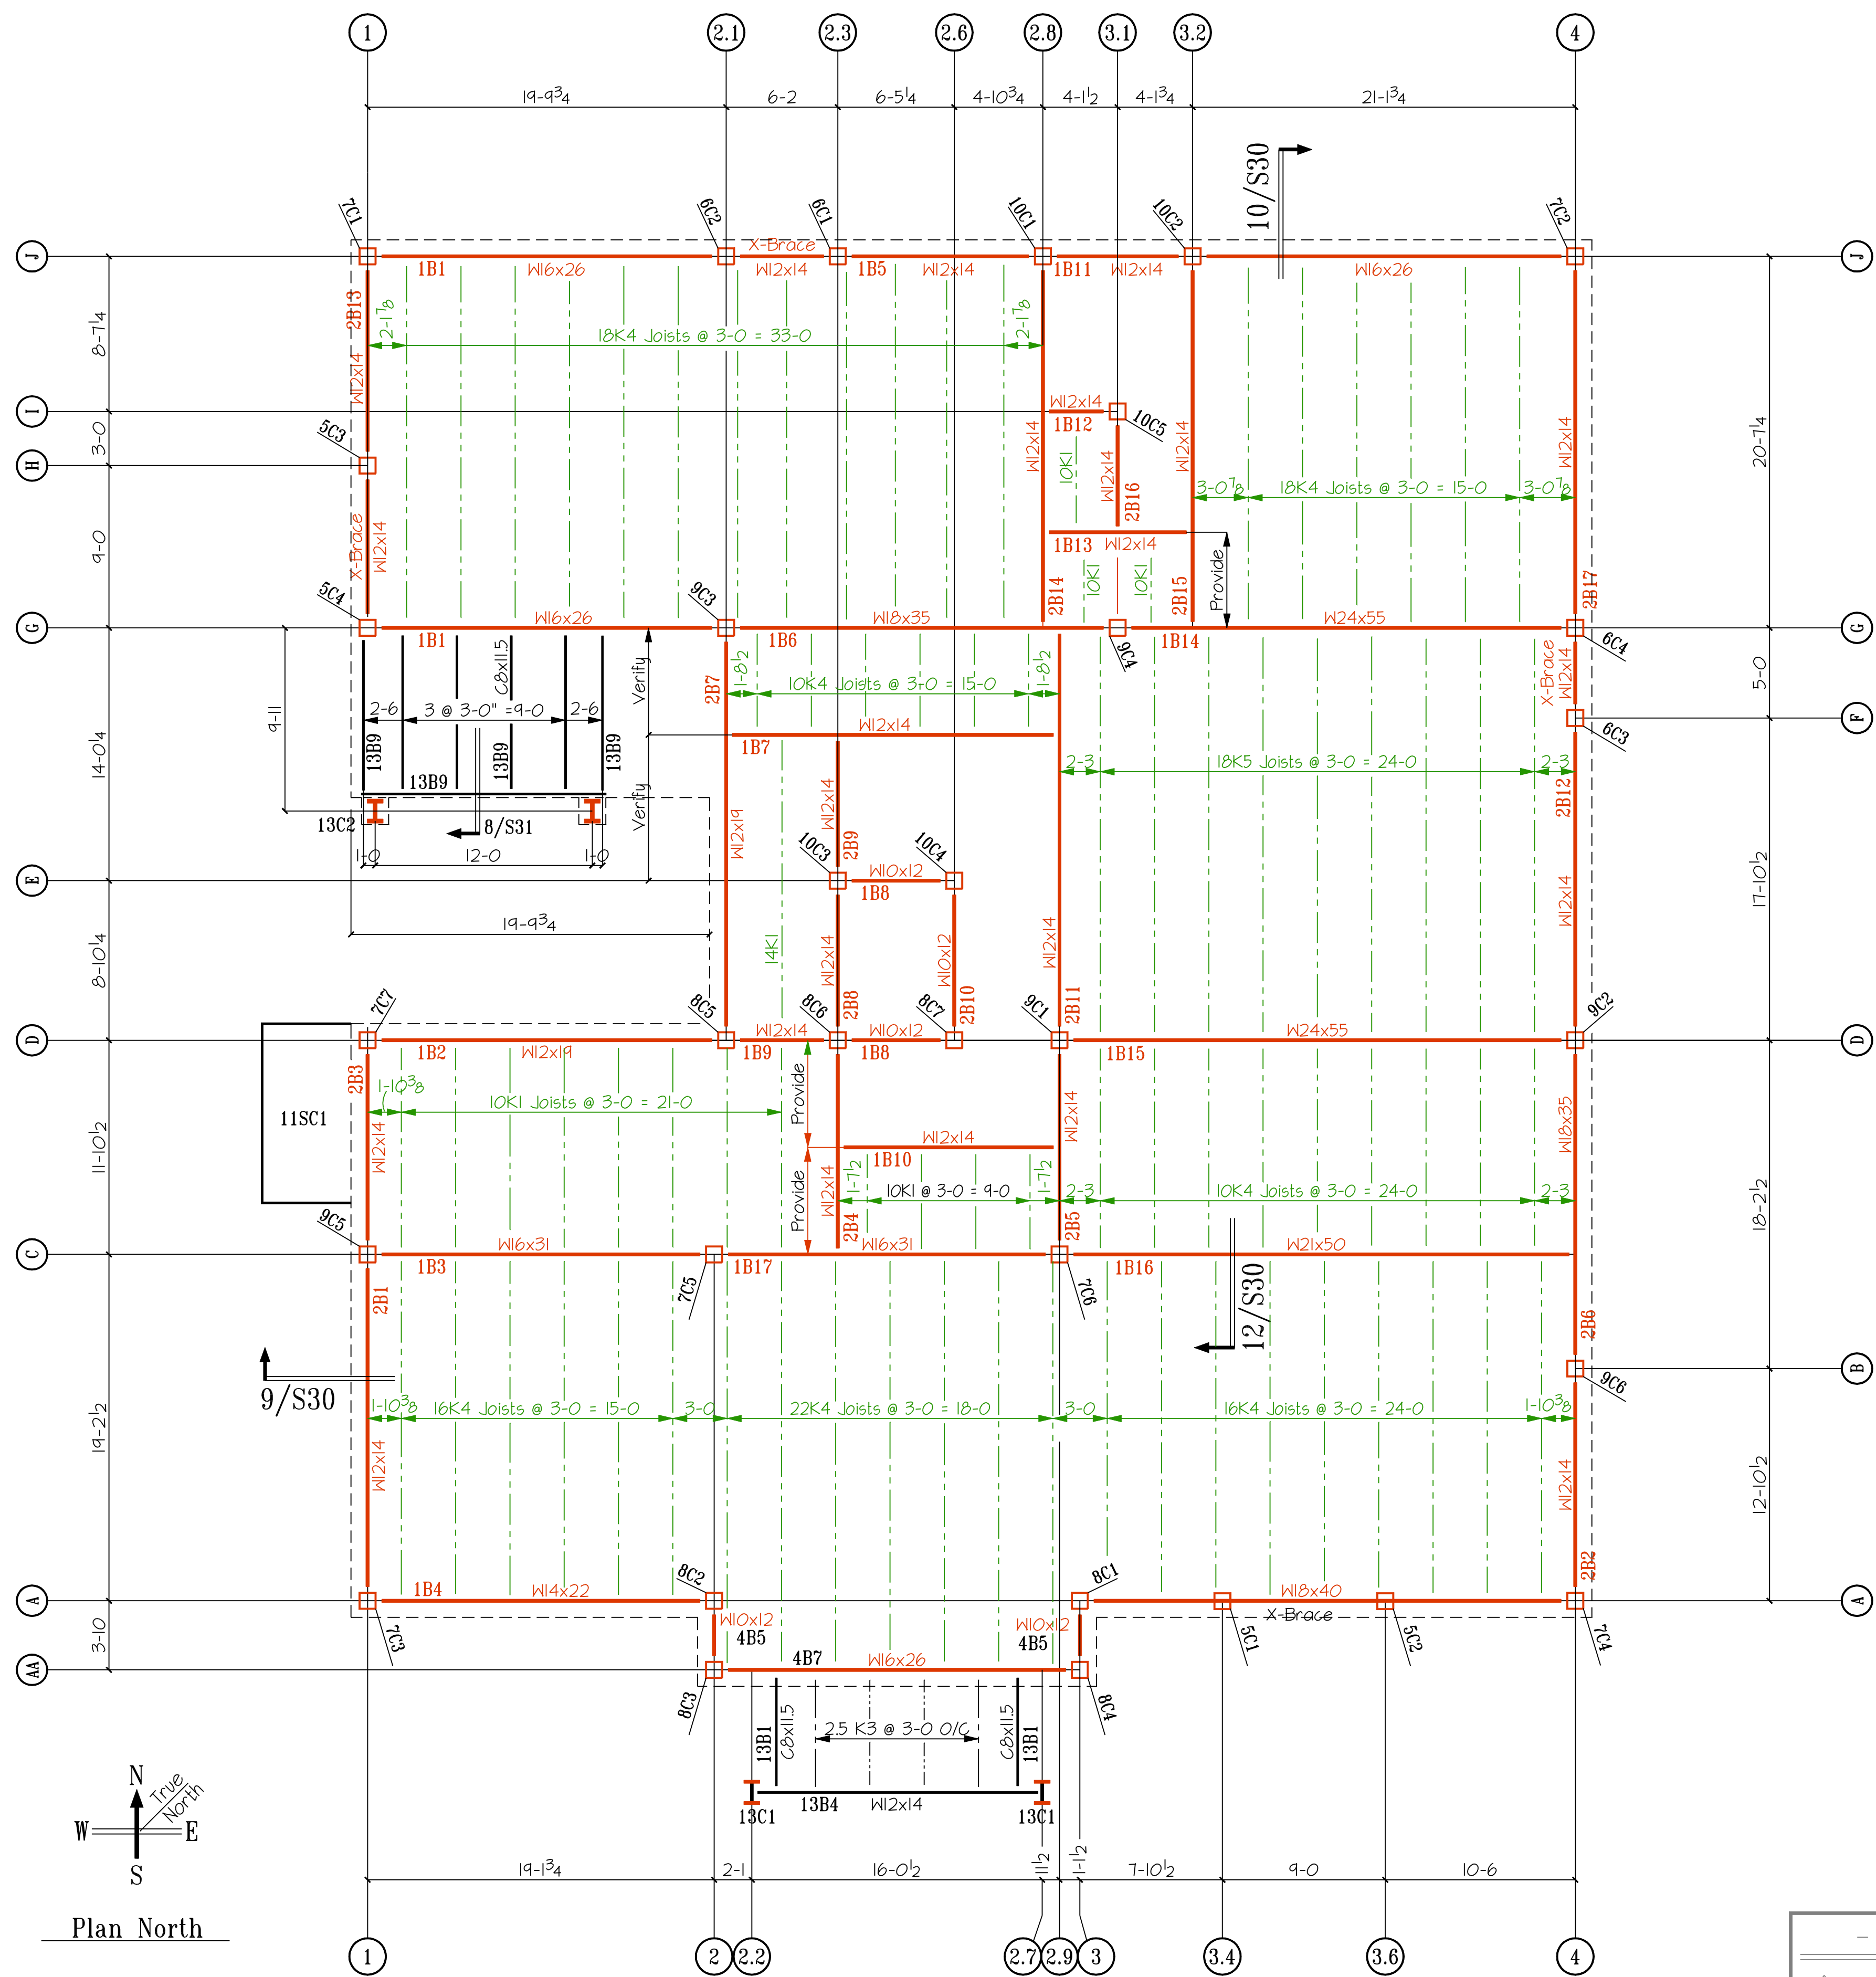 1 2.1 2.3 2.6 2.8 3.1 3.2 4
19-9¾ 6-2 6-5¼ 4-10¾ 4-1½ 4-1¾ 21-1¾
10/S30
7C1 6C2 6C1 10C1 10C2 7C2
X-Brace
J J
1B1 W16x26 W12x14 1B5 W12x14 1B11 W12x14 W16x26
2B13
2-1⅞ 18K4 Joists @ 3-0 = 33-0 2-1⅞
8-7¼
W12x14
W12x14
1B12
I
10C5
5C3
3-0
H
W12x14 10K1 W12x14 2B16 W12x14 W12x14
20-7¼
3-0⅞ 18K4 Joists @ 3-0 = 15-0 3-0⅞
9-0
X-Brace W12x14
1B13 W12x14
10K1 10K1
Provide
5C4 9C3 2B14 2B15 2B17
G G
W16x26 W18x35 W24x55
1B1 1B6 9C4 1B14 6C4
C8x11.5
Verify
2B7
1-8½ 10K4 Joists @ 3-0 = 15-0 1-8½
X-Brace W12x14
5-0
2-6 3 @ 3-0" =9-0 2-6
9-11
F
6C3
W12x14
1B7
13B9 13B9 13B9
13B9
14-0¼
2-3 18K5 Joists @ 3-0 = 24-0 2-3
2B12
Verify
W12x14
13C2
8/S31
W12x19
2B9
10C3 10C4
1-0 12-0 1-0
E
W10x12
1B8
17-10½
W12x14
19-9¾
14K1
W12x14
W10x12
W12x14
8-10¼
7C7 8C5 8C6 2B8 8C7 2B10 9C1 2B11 9C2
D D
W12x14 W10x12 W24x55
1B2 W12x19 1B9 1B8 1B15
2B3
1-10⅜
10K1 Joists @ 3-0 = 21-0
Provide
11SC1
W12x14
W12x14
W18x35
11-10½
W12x14
1B10
Provide
W12x14
1-7½ 10K1 @ 3-0 = 9-0 1-7½
2-3 10K4 Joists @ 3-0 = 24-0 2-3
18-2½
9C5 2B4 2B5
C
W16x31 W16x31 W21x50
1B3 1B17 1B16
2B1
7C5 7C6
12/S30
2B6
B
9/S30
9C6
1-10⅜ 16K4 Joists @ 3-0 = 15-0 3-0 22K4 Joists @ 3-0 = 18-0 3-0 16K4 Joists @ 3-0 = 24-0 1-10⅜
19-2½
W12x14
W12x14
12-10½
8C2 8C1 2B2
A A
1B4 W14x22 W18x40
X-Brace
W10x12 W10x12
4B5 4B5
3-10
7C3 5C1 5C2 7C4
AA
4B7 W16x26
8C3 8C4
13B1 C8x11.5 2.5 K3 @ 3-0 O/C C8x11.5 13B1
13C1 13B4 W12x14 13C1
N
True
North
W E
S
Plan North
19-1¾ 2-1 16-0½ 11½ 1-1½ 7-10½ 9-0 10-6
1 2 2.2 2.7 2.9 3 3.4 3.6 4